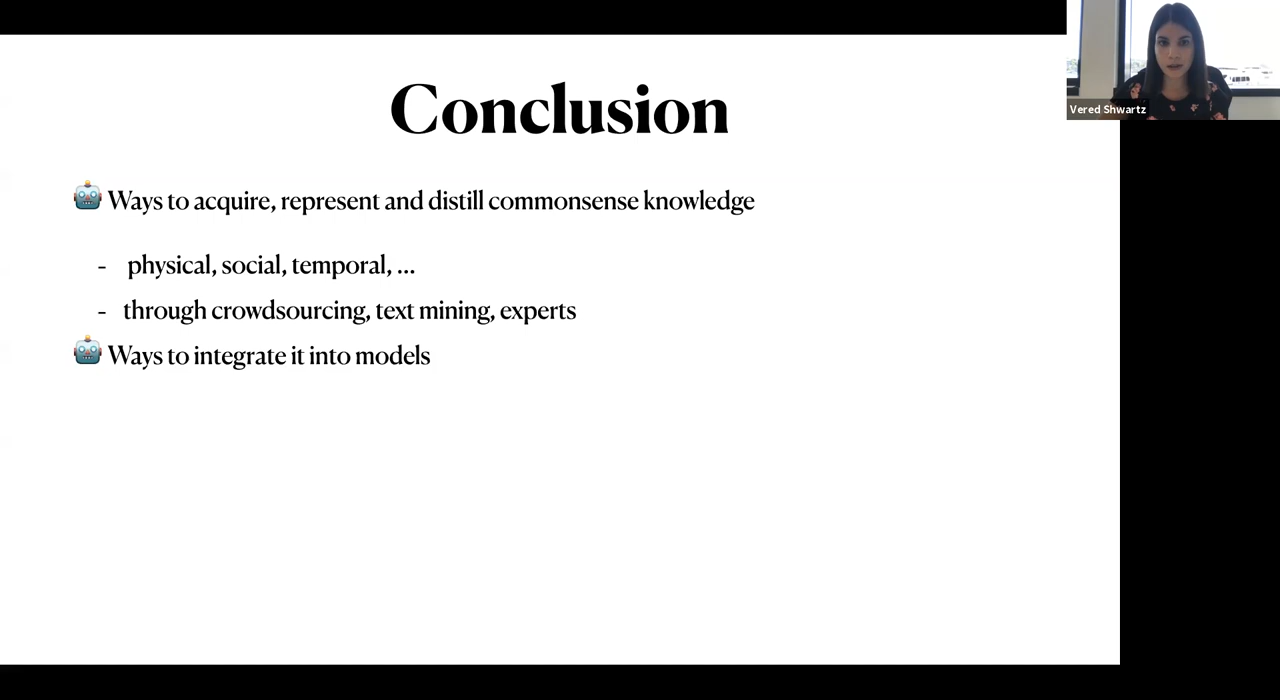 Conclusion
Vered Shwartz
🤖 Ways to acquire, represent and distill commonsense knowledge
- physical, social, temporal, ...
- through crowdsourcing, text mining, experts
🤖 Ways to integrate it into models